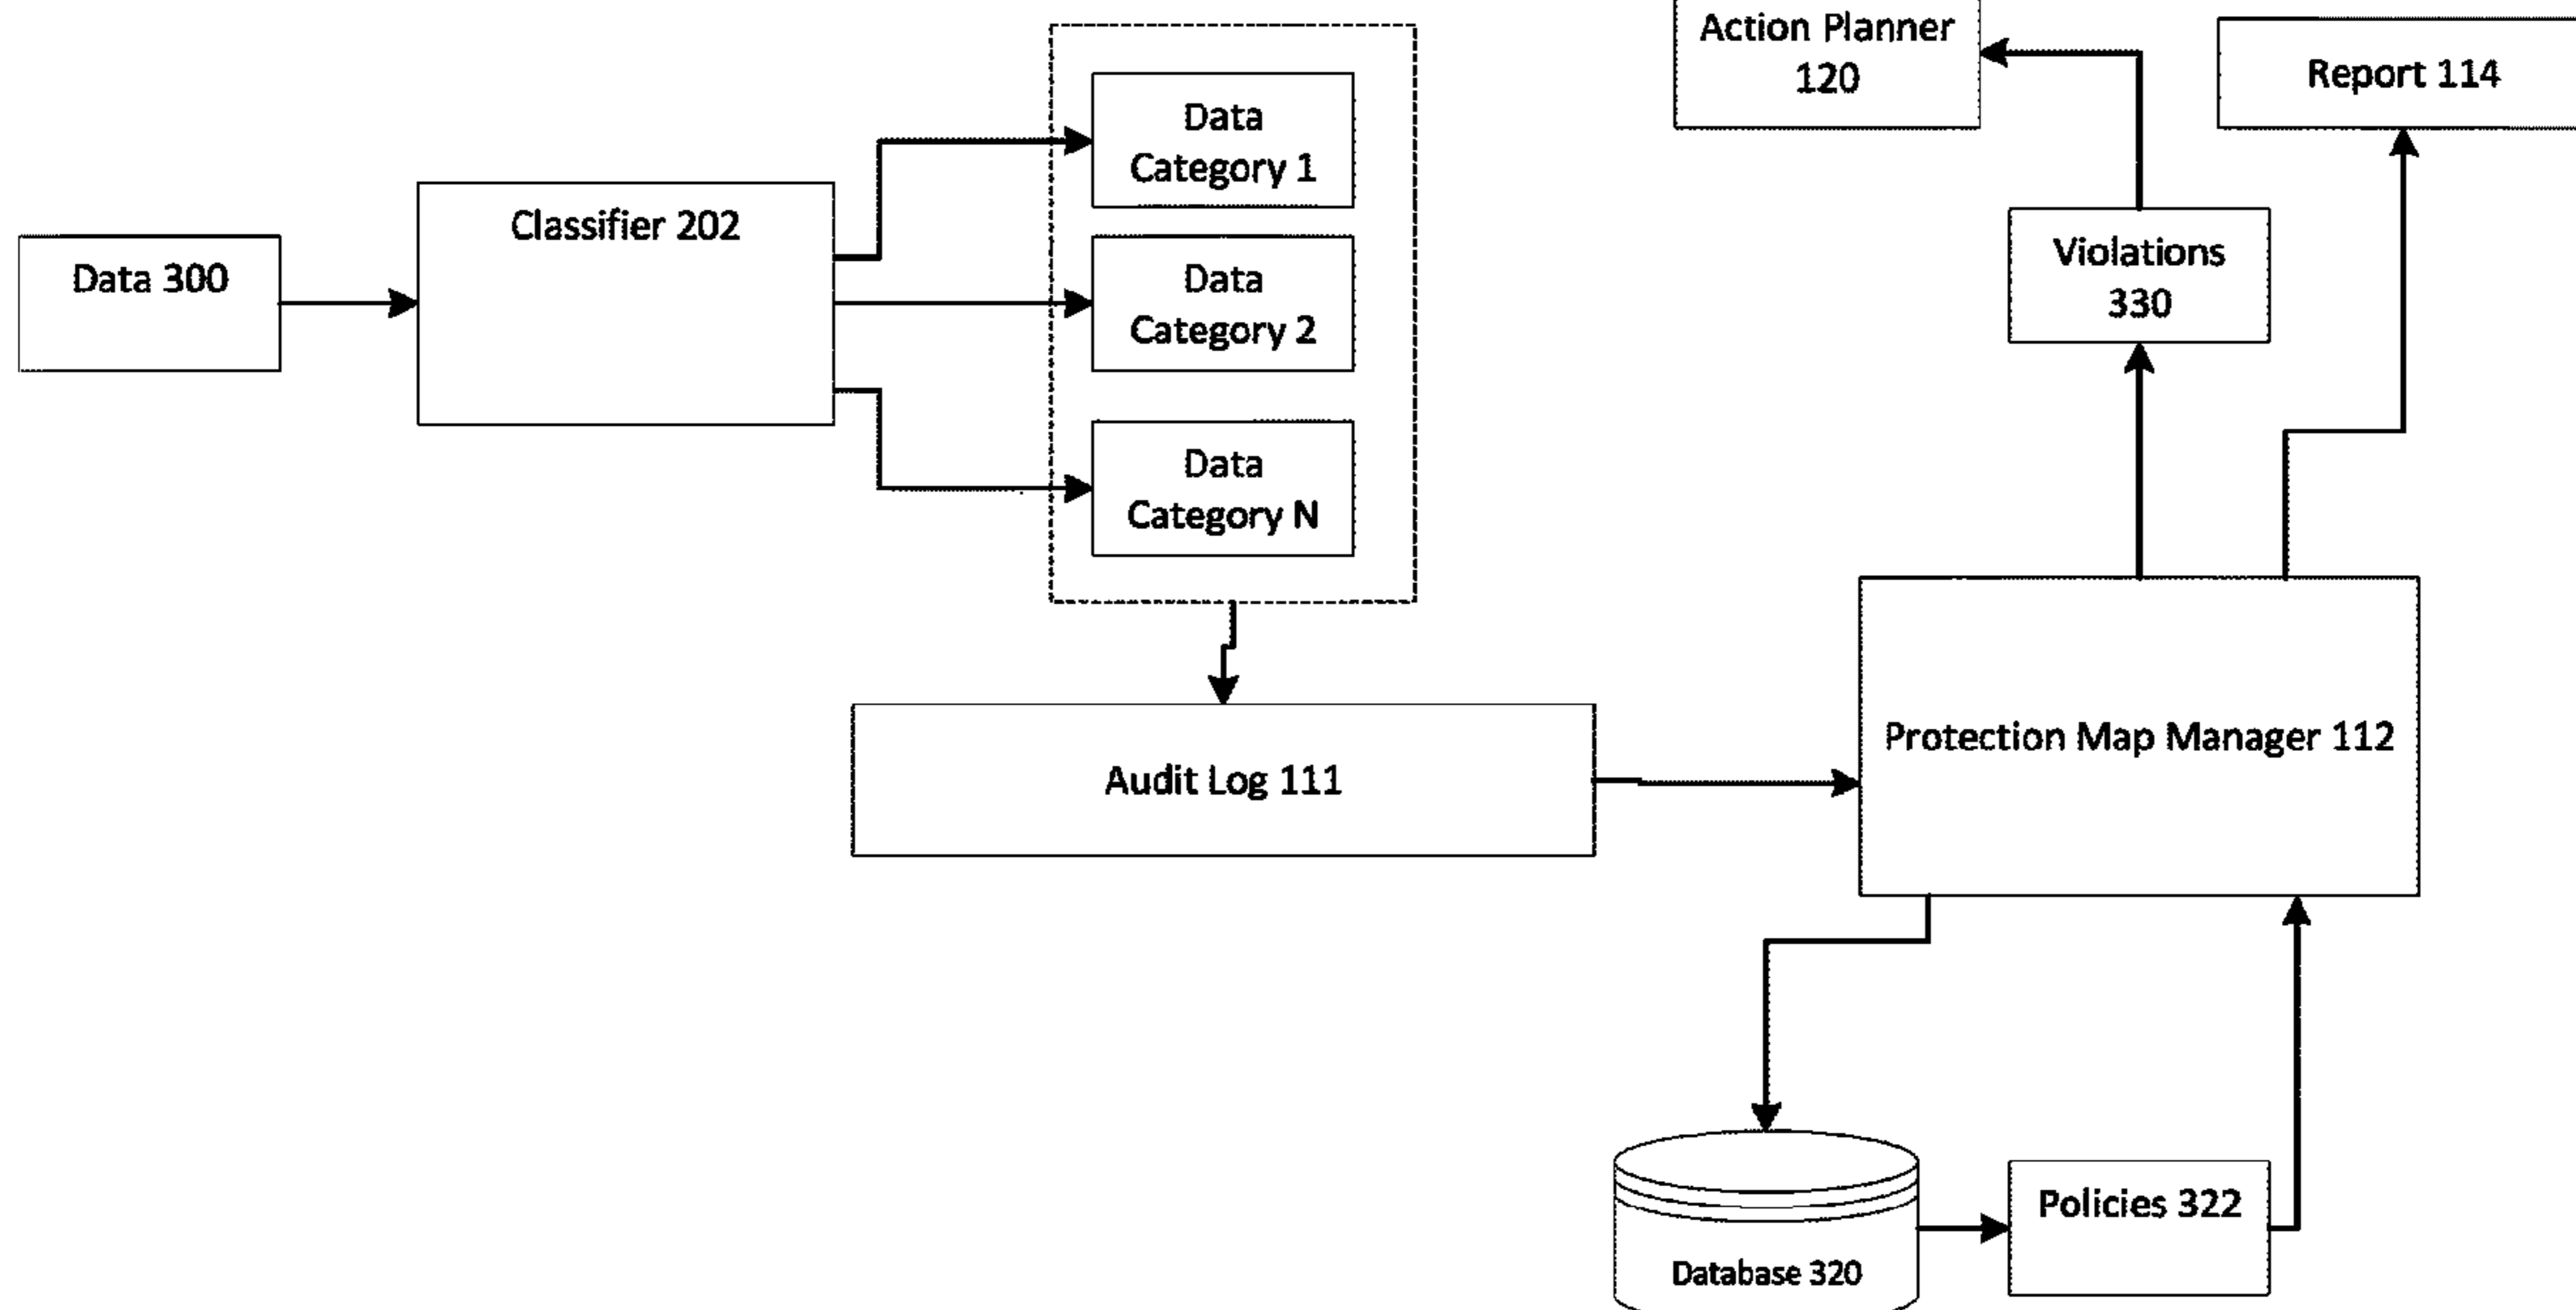 Action Planner
120
Report 114
Data
Category 1
Classifier 202
Data 300
Data
Category 2
Violations
330
Data
Category N
Protection Map Manager 112
Audit Log 111
Policies 322
Database 320